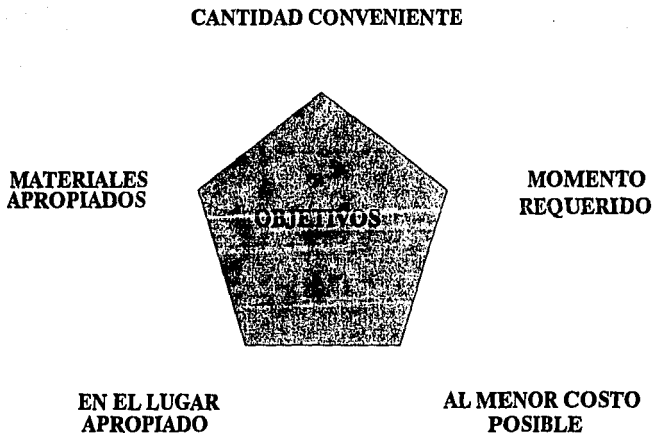 CANTIDAD CONVENIENTE
MATERIALES
APROPIADOS
MOMENTO
REQUERIDO
OBJETIVOS
EN EL LUGAR
APROPIADO
AL MENOR COSTO
POSIBLE